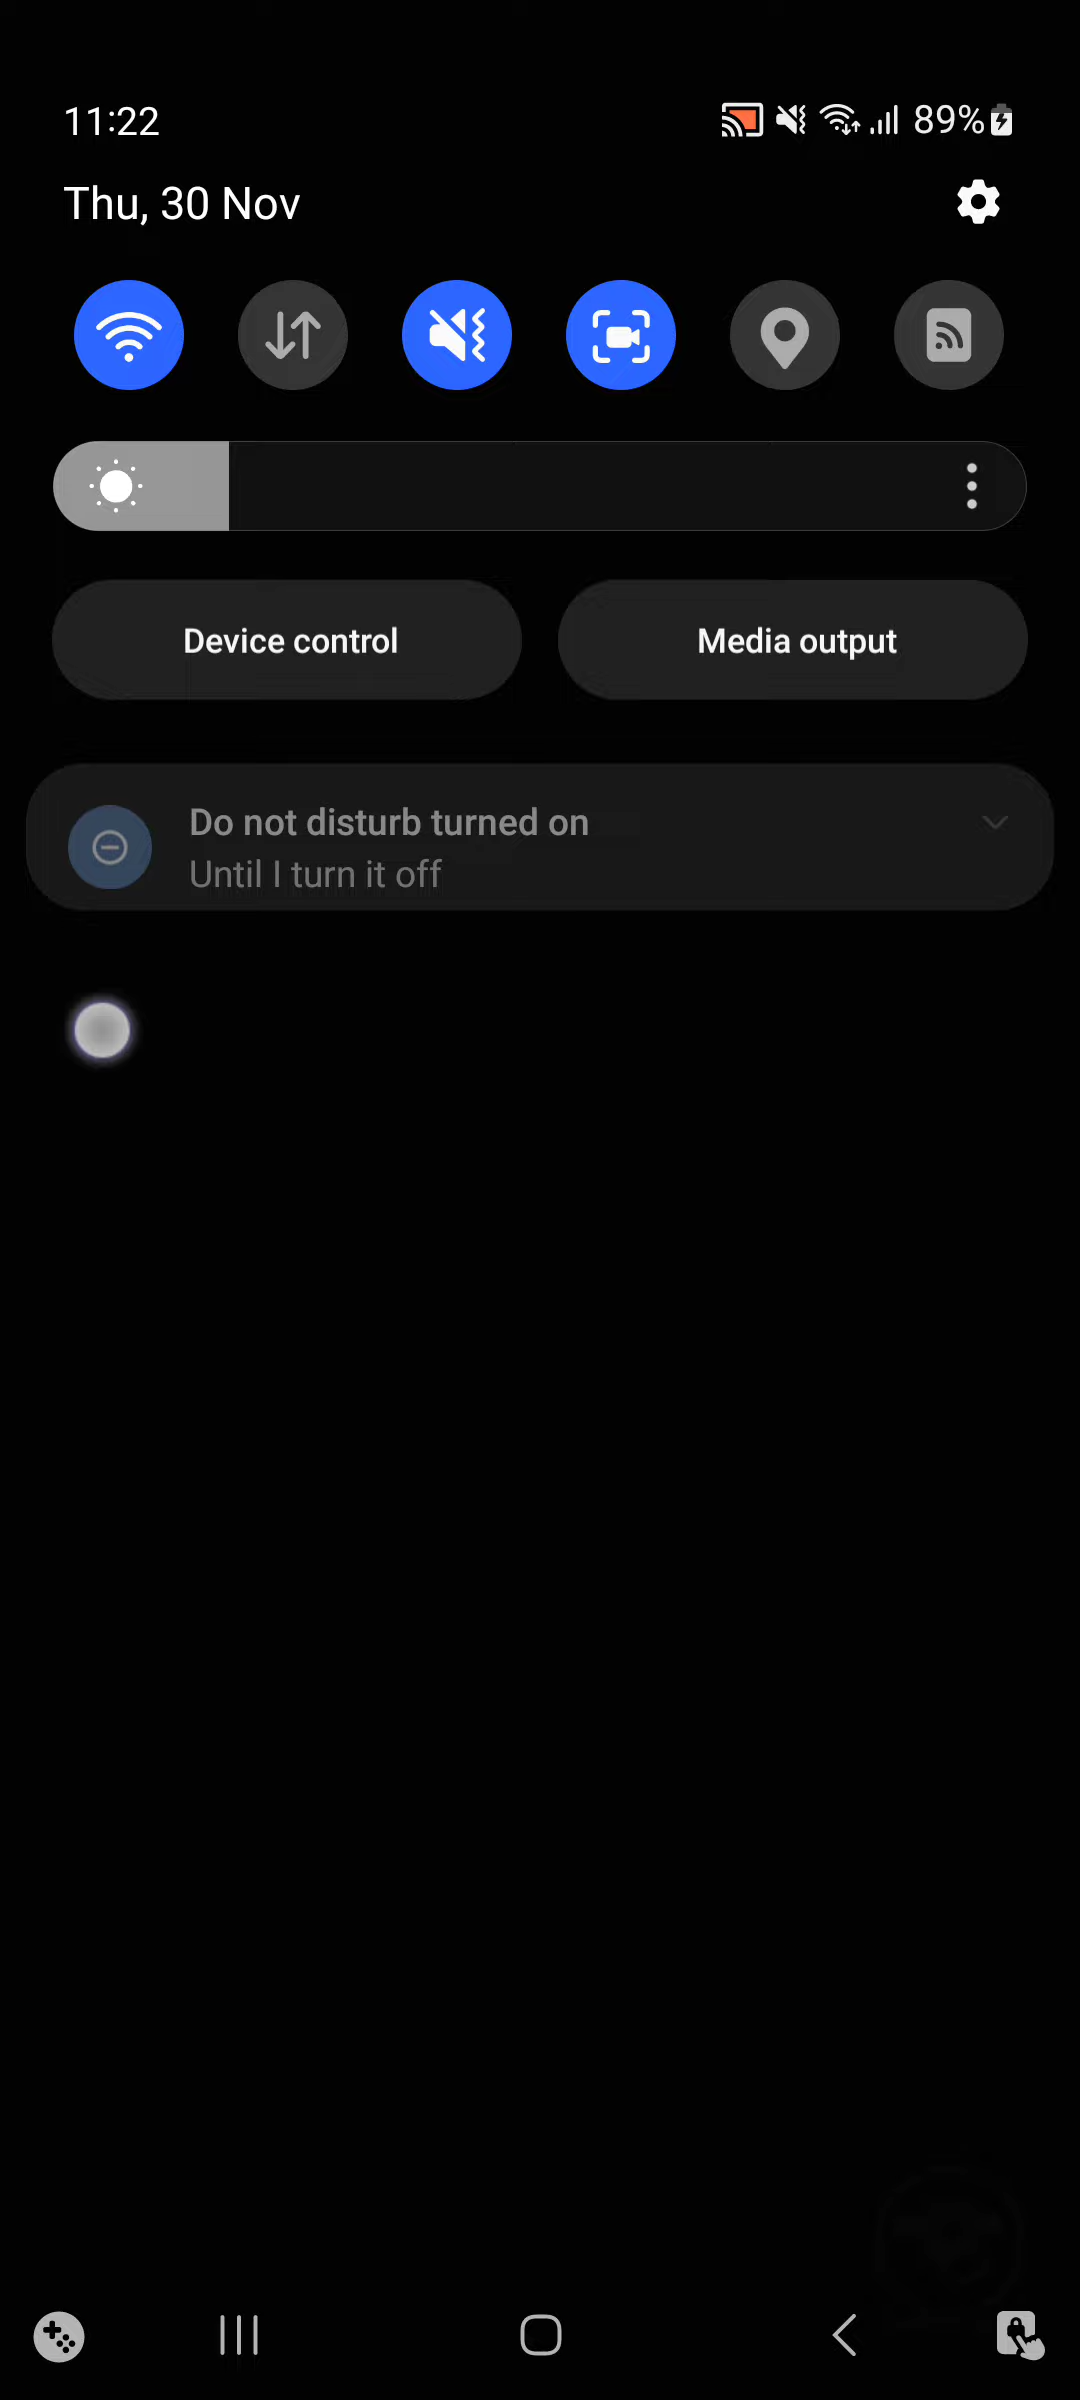 11:22
89%
Thu, 30 Nov
Device control
Media output
Do not disturb turned on
Until I turn it off